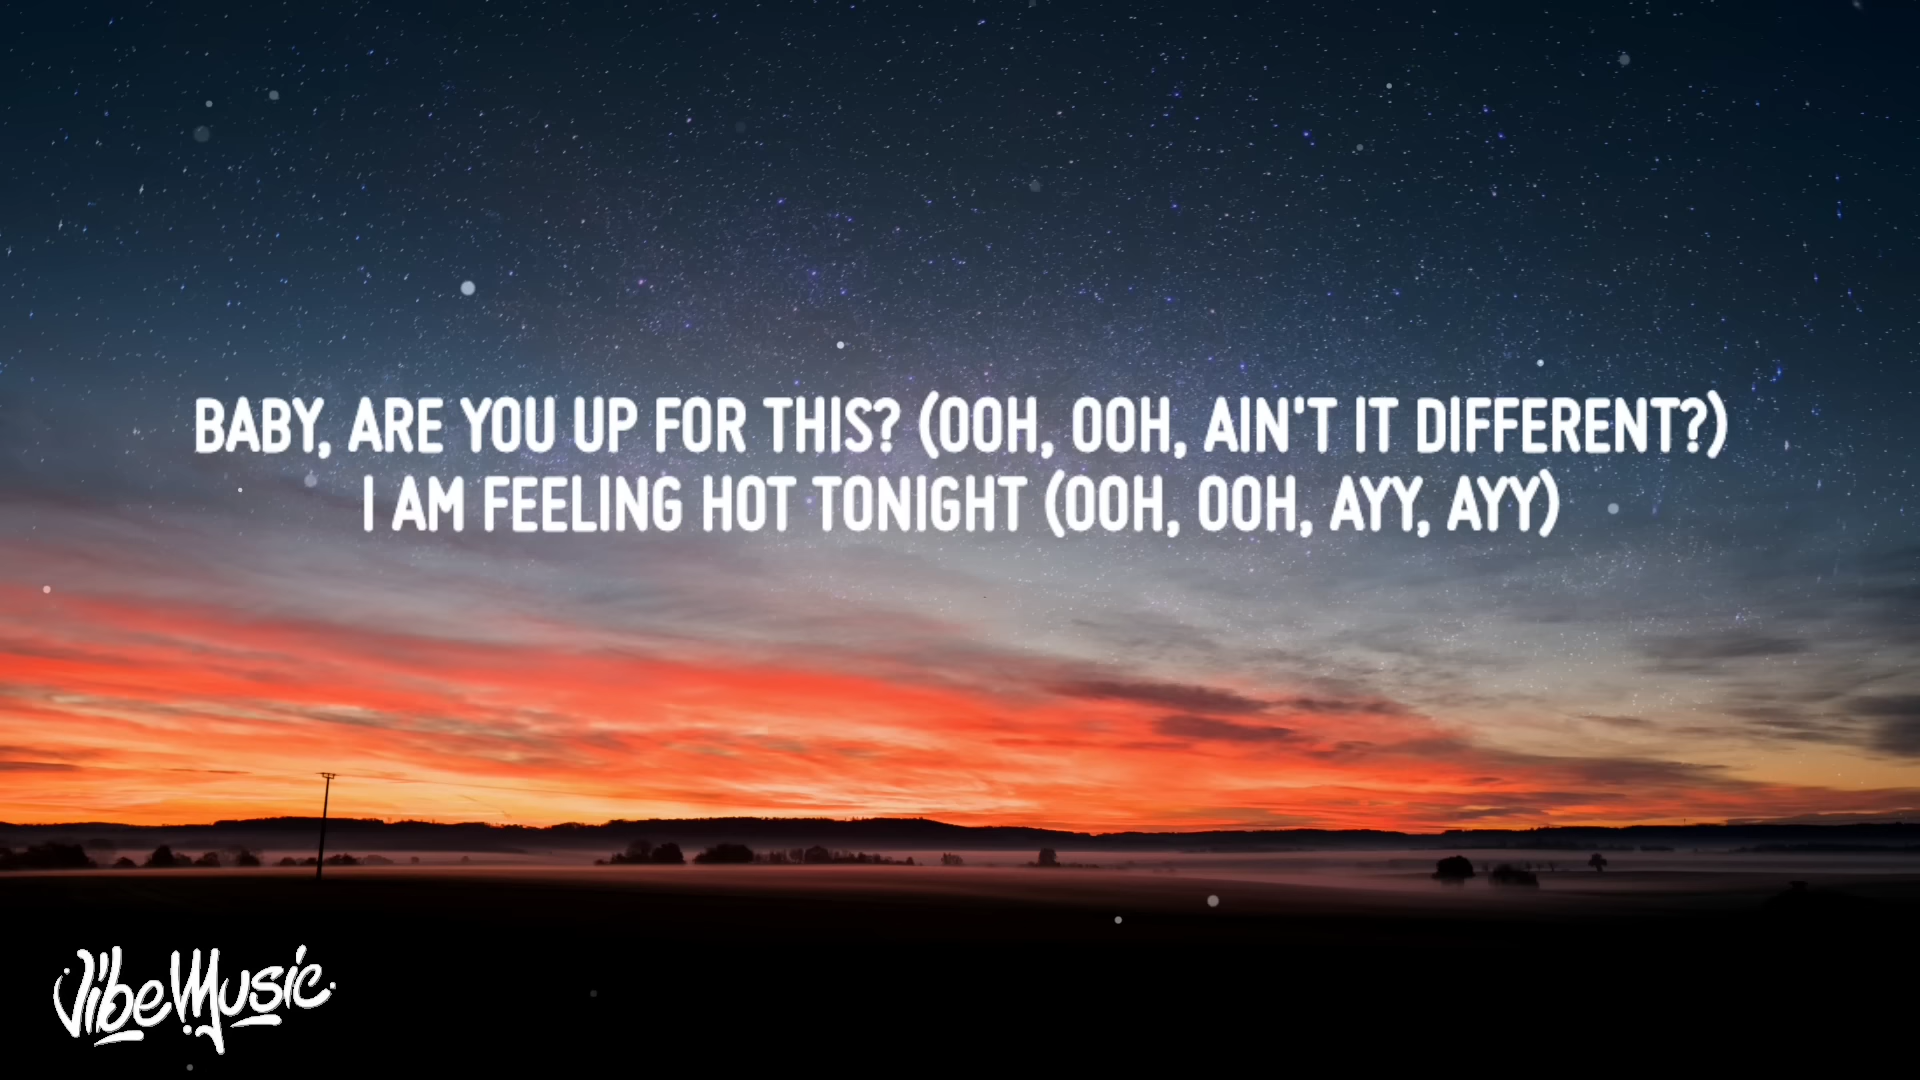 BABY, ARE YOU UP FOR THIS? (OOH, OOH, AIN'T IT DIFFERENT?)
I AM FEELING HOT TONIGHT (OOH, OOH, AYY, AYY)
VibeMusic